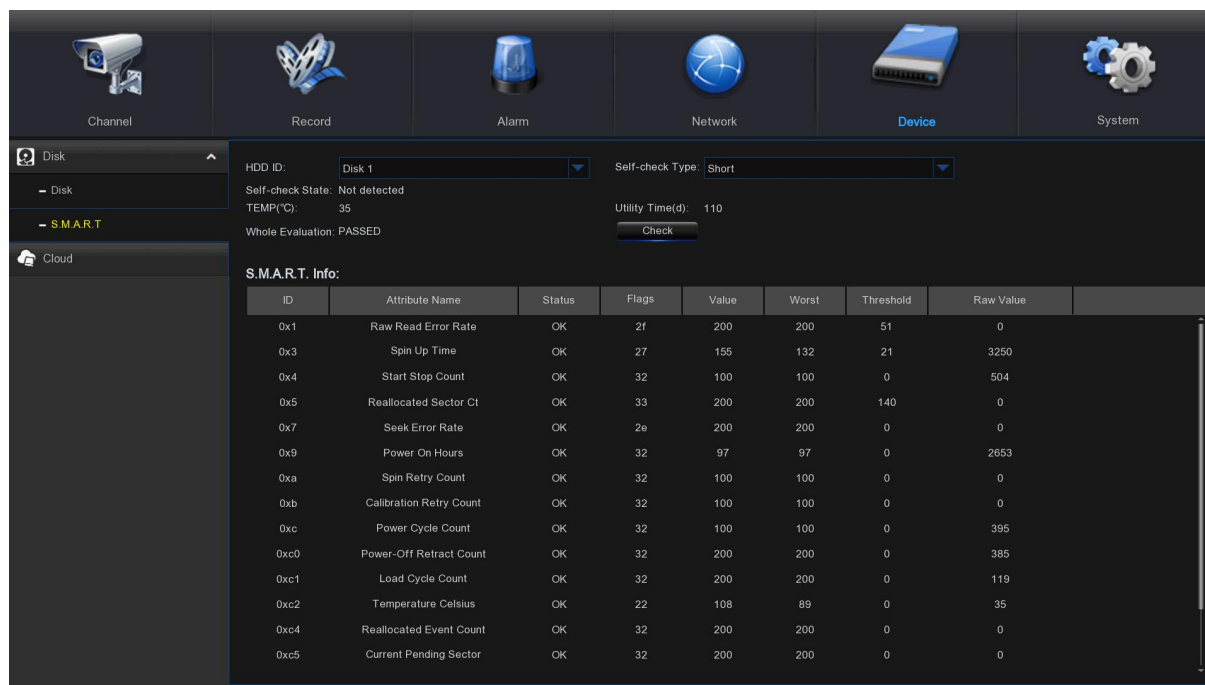 Channel Record Alarm Network Device System
Disk
Disk
S.M.A.R.T
Cloud
HDD ID: Disk 1 Self-check Type: Short
Self-check State: Not detected
TEMP(°C): 35 Utility Time(d): 110
Whole Evaluation: PASSED Check
S.M.A.R.T. Info:
ID Attribute Name Status Flags Value Worst Threshold Raw Value
0x1 Raw Read Error Rate OK 2f 200 200 51 0
0x3 Spin Up Time OK 27 155 132 21 3250
0x4 Start Stop Count OK 32 100 100 0 504
0x5 Reallocated Sector Ct OK 33 200 200 140 0
0x7 Seek Error Rate OK 2e 200 200 0 0
0x9 Power On Hours OK 32 97 97 0 2653
0xa Spin Retry Count OK 32 100 100 0 0
0xb Calibration Retry Count OK 32 100 100 0 0
0xc Power Cycle Count OK 32 100 100 0 395
0xc0 Power-Off Retract Count OK 32 200 200 0 385
0xc1 Load Cycle Count OK 32 200 200 0 119
0xc2 Temperature Celsius OK 22 108 89 0 35
0xc4 Reallocated Event Count OK 32 200 200 0 0
0xc5 Current Pending Sector OK 32 200 200 0 0